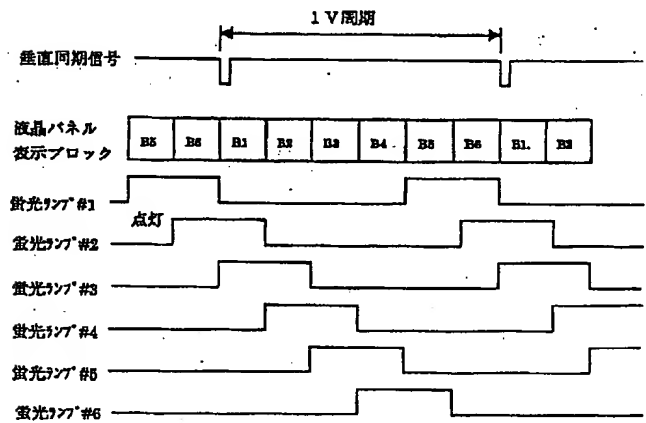 1V周期
垂直同期信号
液晶パネル
表示ブロック
B5 B6 B1 B2 B3 B4 B5 B6 B1. B2
蛍光ランプ#1
点灯
蛍光ランプ#2
蛍光ランプ#3
蛍光ランプ#4
蛍光ランプ#5
蛍光ランプ#6